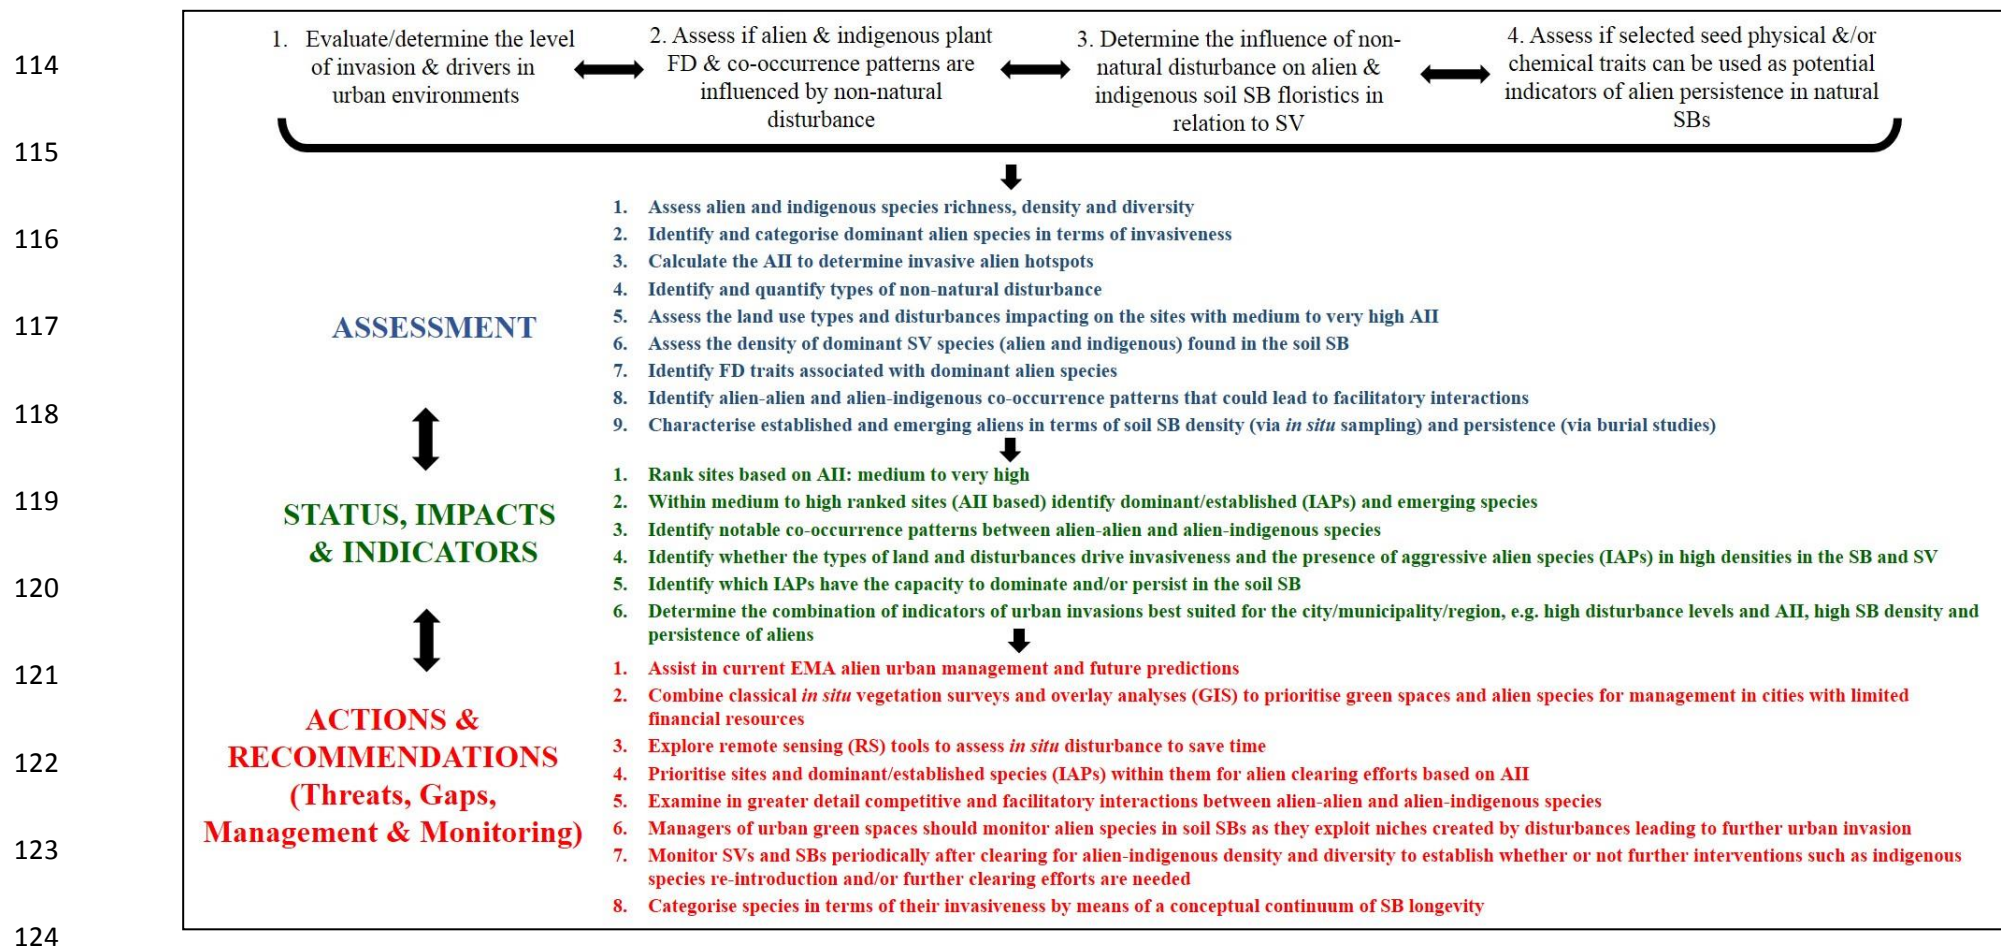 1. Evaluate/determine the level
of invasion & drivers in
urban environments
2. Assess if alien & indigenous plant
FD & co-occurrence patterns are
influenced by non-natural
disturbance
3. Determine the influence of non-
natural disturbance on alien &
indigenous soil SB floristics in
relation to SV
4. Assess if selected seed physical &/or
chemical traits can be used as potential
indicators of alien persistence in natural
SBs
114
115
116
117
118
119
120
121
122
123
124
ASSESSMENT
1. Assess alien and indigenous species richness, density and diversity
2. Identify and categorise dominant alien species in terms of invasiveness
3. Calculate the AII to determine invasive alien hotspots
4. Identify and quantify types of non-natural disturbance
5. Assess the land use types and disturbances impacting on the sites with medium to very high AII
6. Assess the density of dominant SV species (alien and indigenous) found in the soil SB
7. Identify FD traits associated with dominant alien species
8. Identify alien-alien and alien-indigenous co-occurrence patterns that could lead to facilitatory interactions
9. Characterise established and emerging aliens in terms of soil SB density (via in situ sampling) and persistence (via burial studies)
STATUS, IMPACTS
& INDICATORS
1. Rank sites based on AII: medium to very high
2. Within medium to high ranked sites (AII based) identify dominant/established (IAPs) and emerging species
3. Identify notable co-occurrence patterns between alien-alien and alien-indigenous species
4. Identify whether the types of land and disturbances drive invasiveness and the presence of aggressive alien species (IAPs) in high densities in the SB and SV
5. Identify which IAPs have the capacity to dominate and/or persist in the soil SB
6. Determine the combination of indicators of urban invasions best suited for the city/municipality/region, e.g. high disturbance levels and AII, high SB density and
persistence of aliens
ACTIONS &
RECOMMENDATIONS
(Threats, Gaps,
Management & Monitoring)
1. Assist in current EMA alien urban management and future predictions
2. Combine classical in situ vegetation surveys and overlay analyses (GIS) to prioritise green spaces and alien species for management in cities with limited
financial resources
3. Explore remote sensing (RS) tools to assess in situ disturbance to save time
4. Prioritise sites and dominant/established species (IAPs) within them for alien clearing efforts based on AII
5. Examine in greater detail competitive and facilitatory interactions between alien-alien and alien-indigenous species
6. Managers of urban green spaces should monitor alien species in soil SBs as they exploit niches created by disturbances leading to further urban invasion
7. Monitor SVs and SBs periodically after clearing for alien-indigenous density and diversity to establish whether or not further interventions such as indigenous
species re-introduction and/or further clearing efforts are needed
8. Categorise species in terms of their invasiveness by means of a conceptual continuum of SB longevity